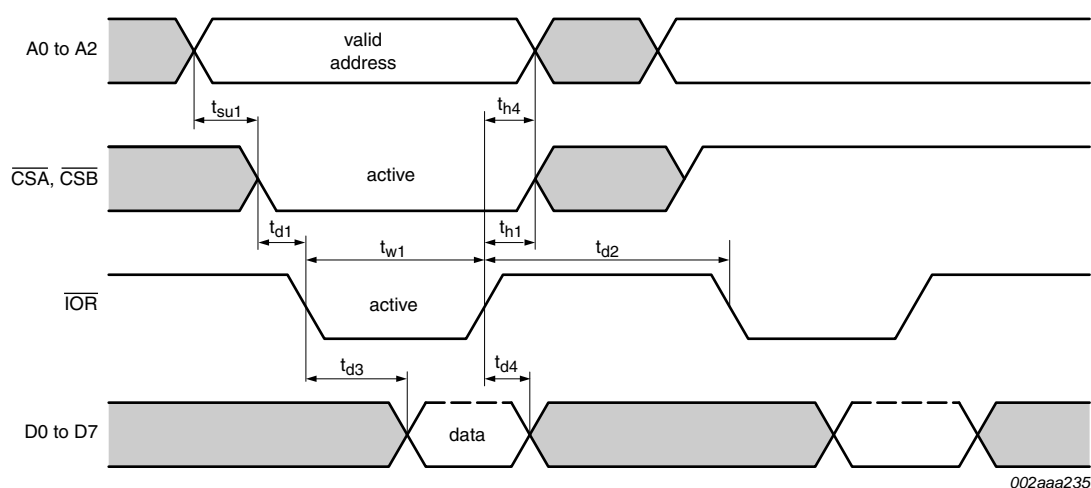 A0 to A2
valid
address
tsu1
th4
CSA, CSB
active
td1
tw1
th1
td2
IOR
active
td3
td4
D0 to D7
data
002aaa235